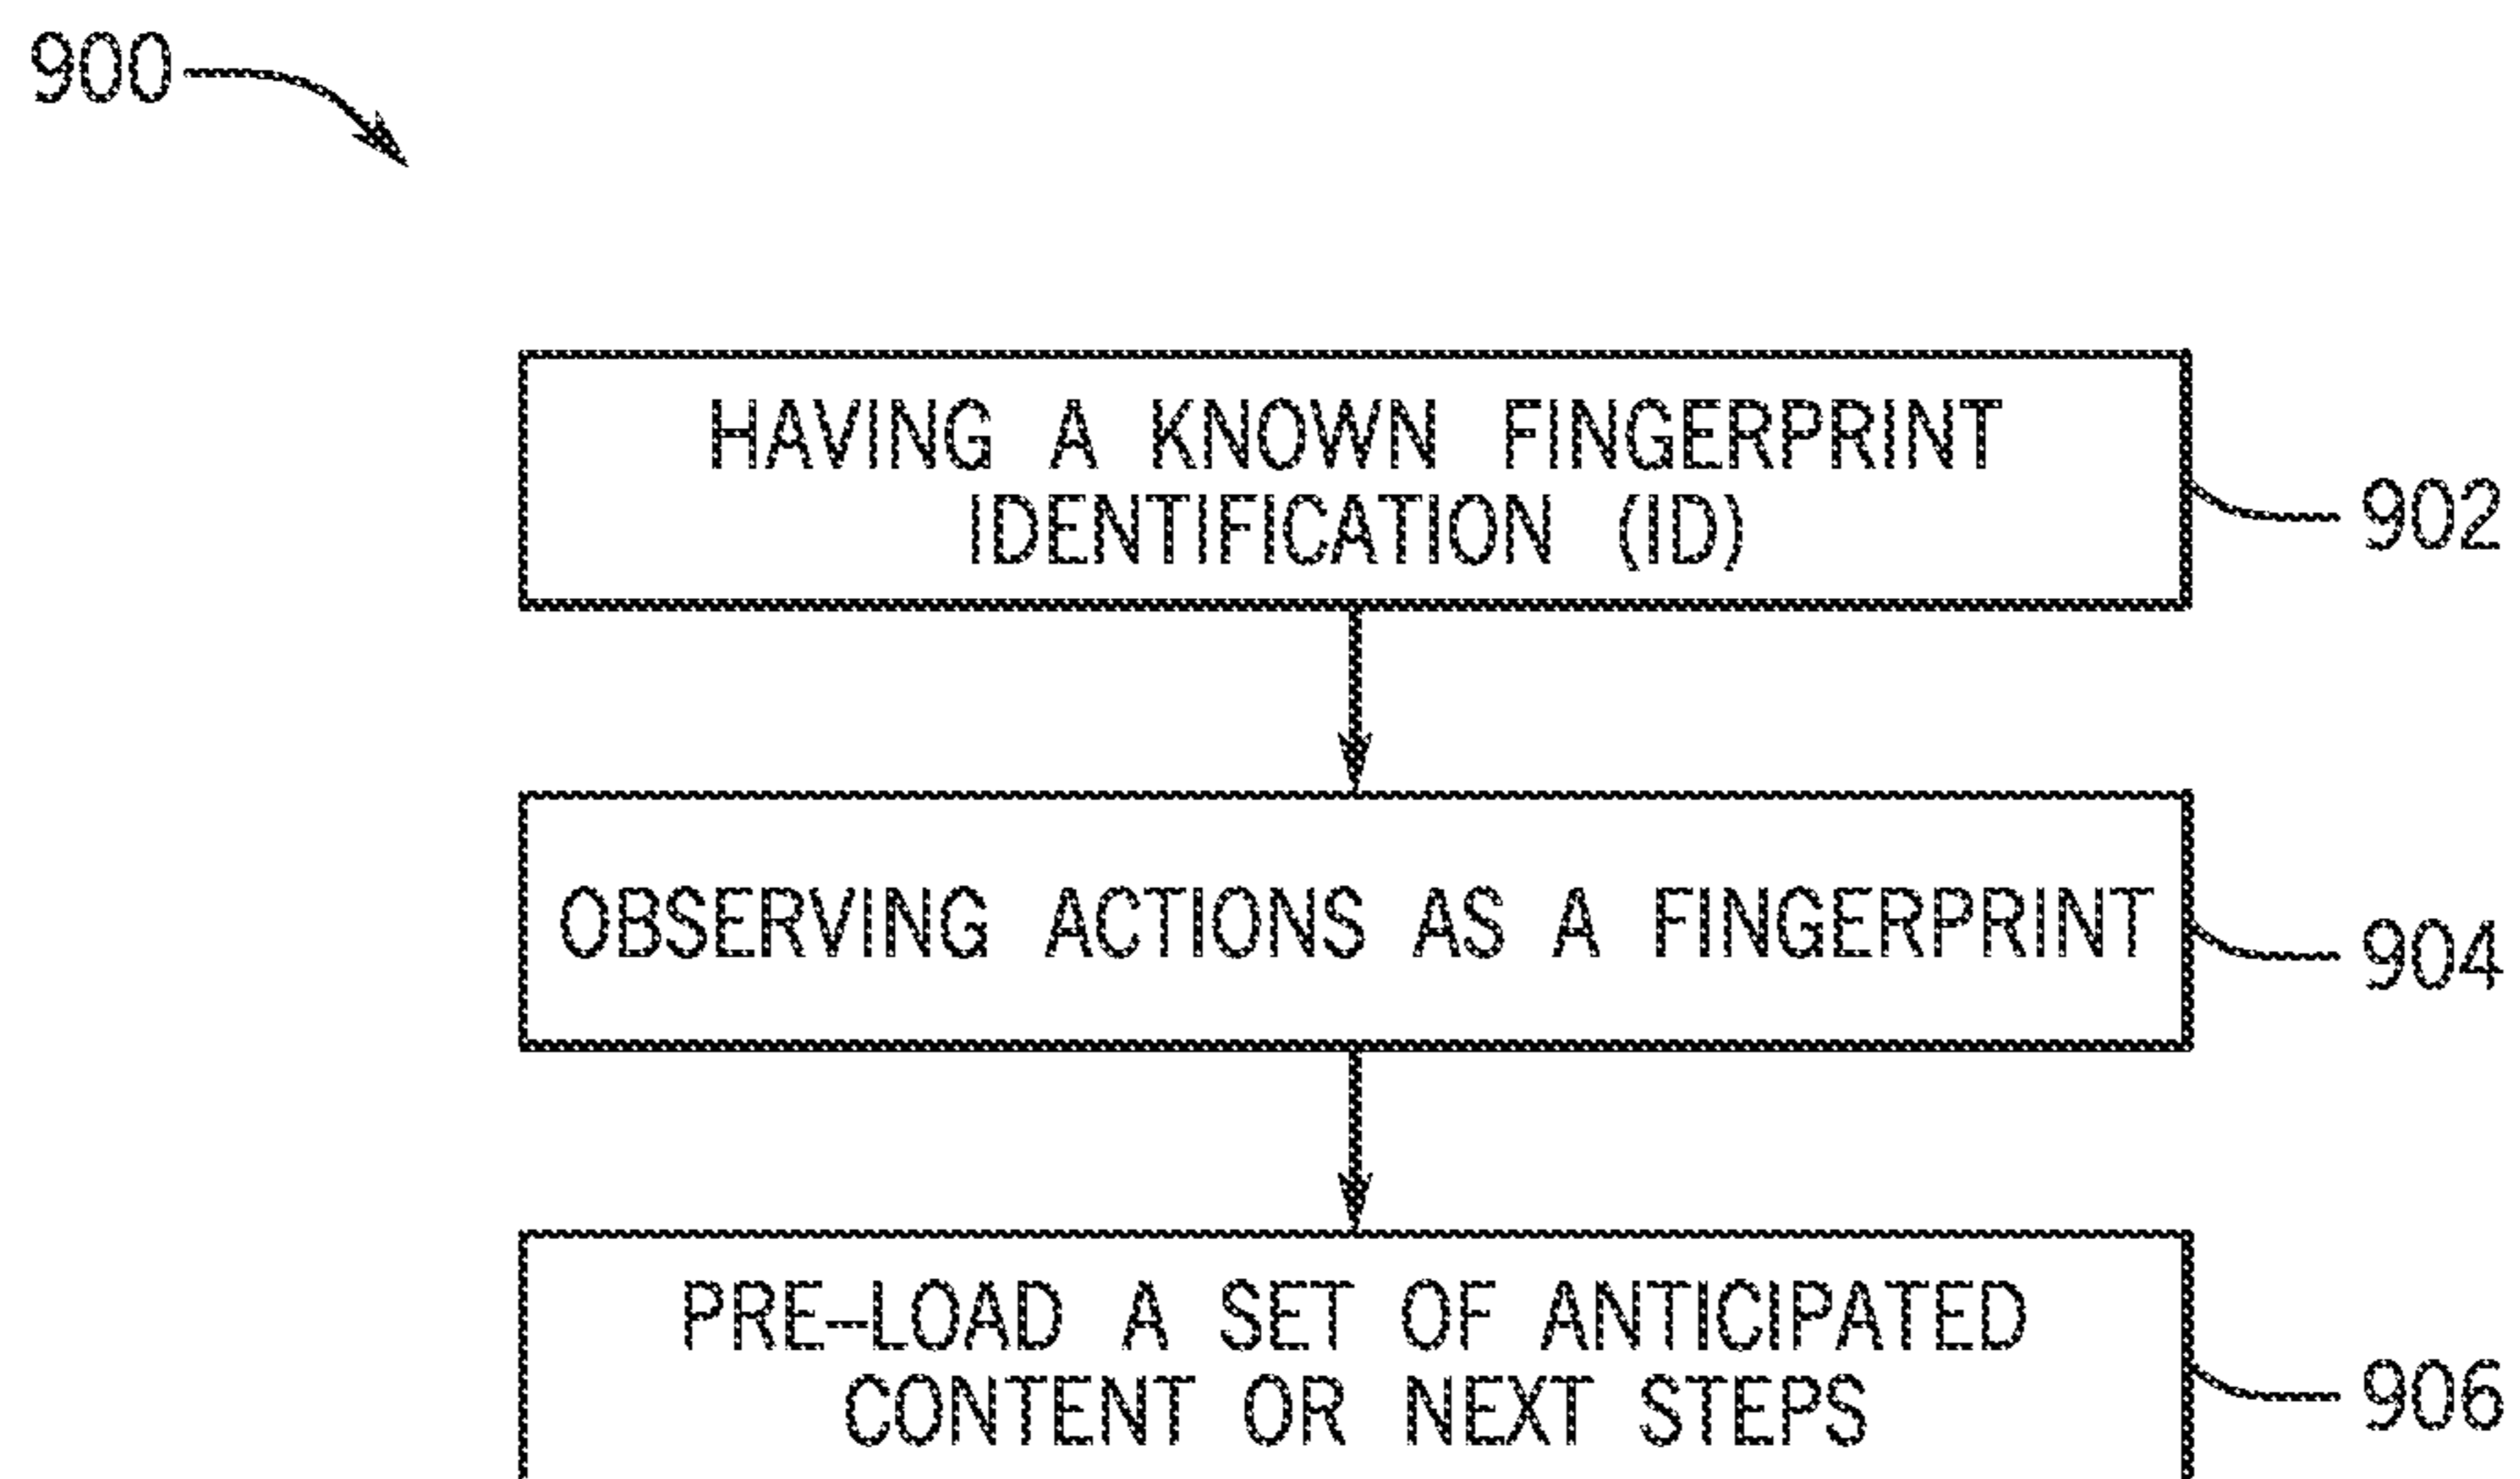 900
HAVING A KNOWN FINGERPRINT
IDENTIFICATION (ID)
902
OBSERVING ACTIONS AS A FINGERPRINT
904
PRE-LOAD A SET OF ANTICIPATED
CONTENT OR NEXT STEPS
906